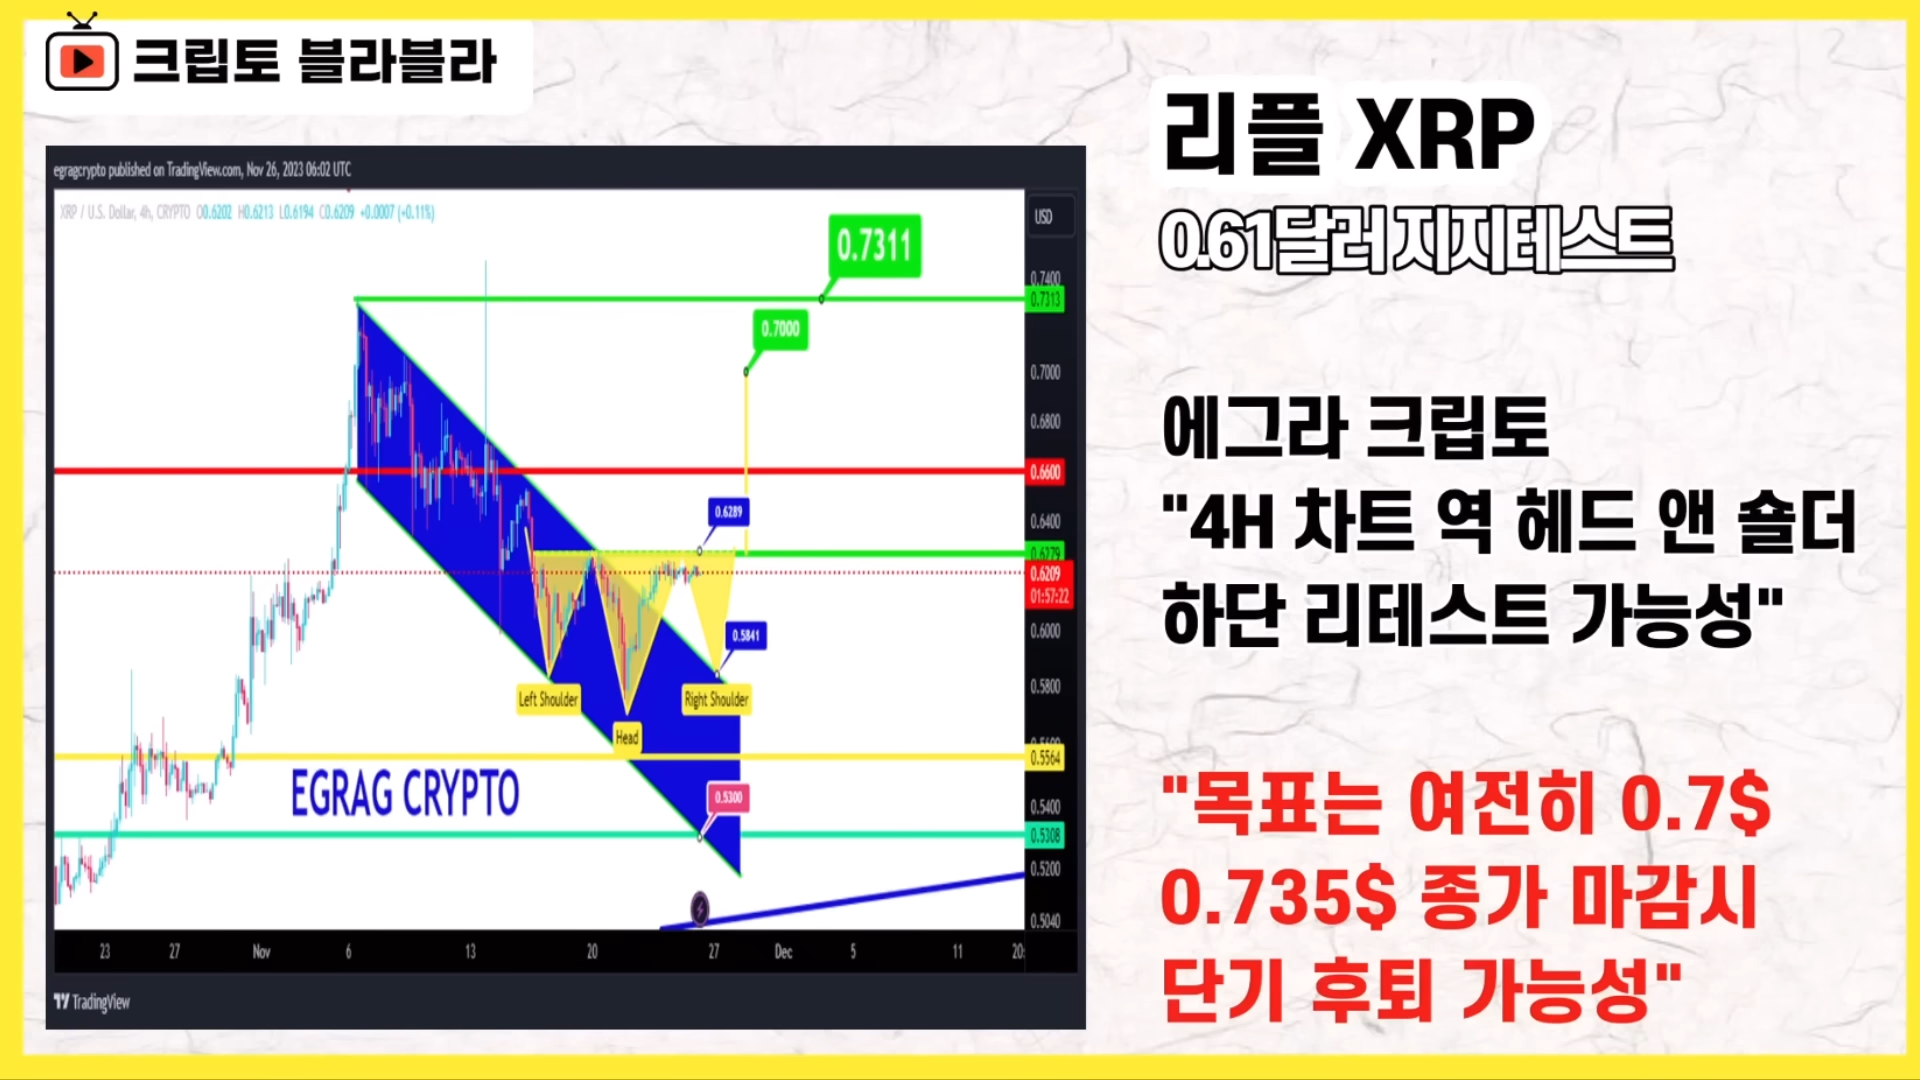 크립토 블라블라
리플 XRP
0.61달러 지지테스트
에그라 크립토
"4H 차트 역 헤드 앤 숄더
하단 리테스트 가능성"
"목표는 여전히 0.7$
0.735$ 종가 마감시
단기 후퇴 가능성"
egragcrypto published on TradingView.com, Nov 26, 2023 06:02 UTC
XRP / U.S. Dollar, 4h, CRYPTO O0.6202 H0.6213 L0.6194 C0.6209 +0.0007 (+0.11%)
USD
0.7311
0.7400
0.7313
0.7000
0.7000
0.6800
0.6600
0.6289
0.6400
0.6279
0.6209
01:57:22
0.5841
0.6000
Left Shoulder
Right Shoulder
0.5800
Head
0.5600
0.5564
EGRAG CRYPTO
0.5300
0.5400
0.5308
0.5200
0.5040
23 27 Nov 6 13 20 27 Dec 5 11 20:
TradingView